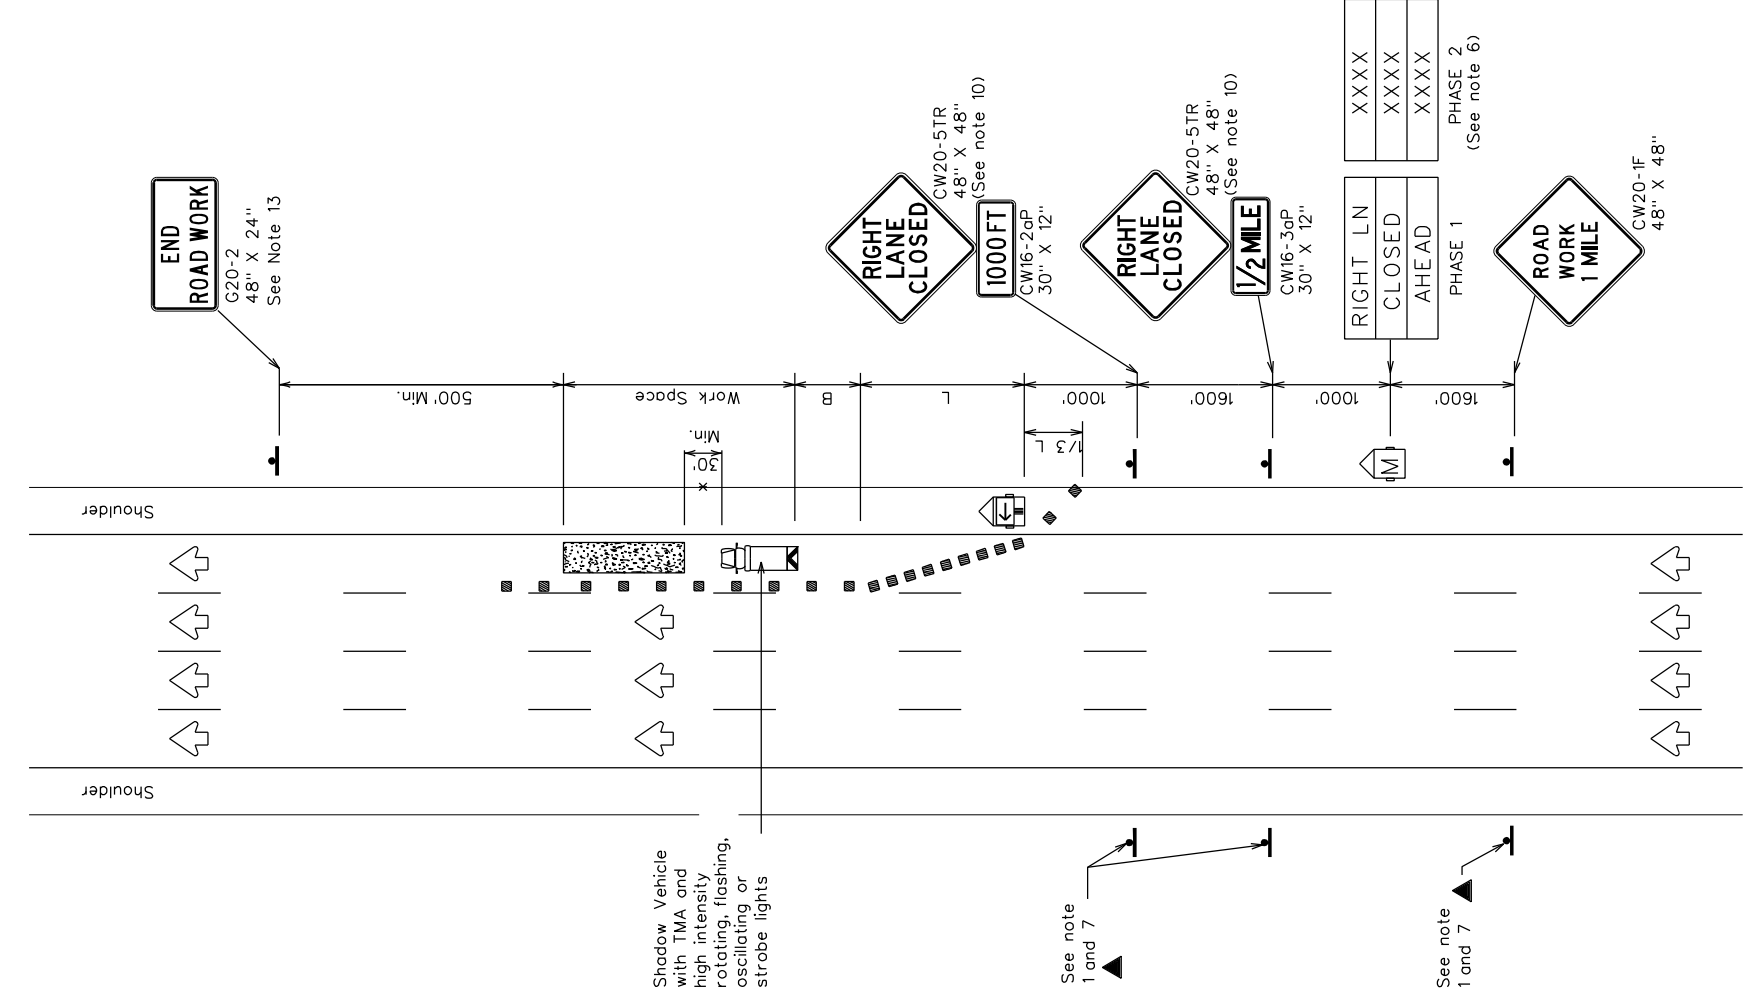 END
ROAD WORK
G20-2
48" X 24"
See Note 13
RIGHT
LANE
CLOSED
CW20-5TR
48" X 48"
(See note 10)
1000 FT
CW16-2aP
30" X 12"
RIGHT
LANE
CLOSED
CW20-5TR
48" X 48"
(See note 10)
1/2 MILE
CW16-3aP
30" X 12"
RIGHT LN
CLOSED
AHEAD
PHASE 1
XXXX
XXXX
XXXX
PHASE 2
(See note 6)
ROAD
WORK
1 MILE
CW20-1F
48" X 48"
500' Min.
Work Space
B
L
1000'
1600'
1000'
1600'
1/3 L
30'
Min.
x
M
Shoulder
Shoulder
Shadow Vehicle
with TMA and
high intensity
rotating, flashing,
oscillating or
strobe lights
See note
1 and 7
See note
1 and 7